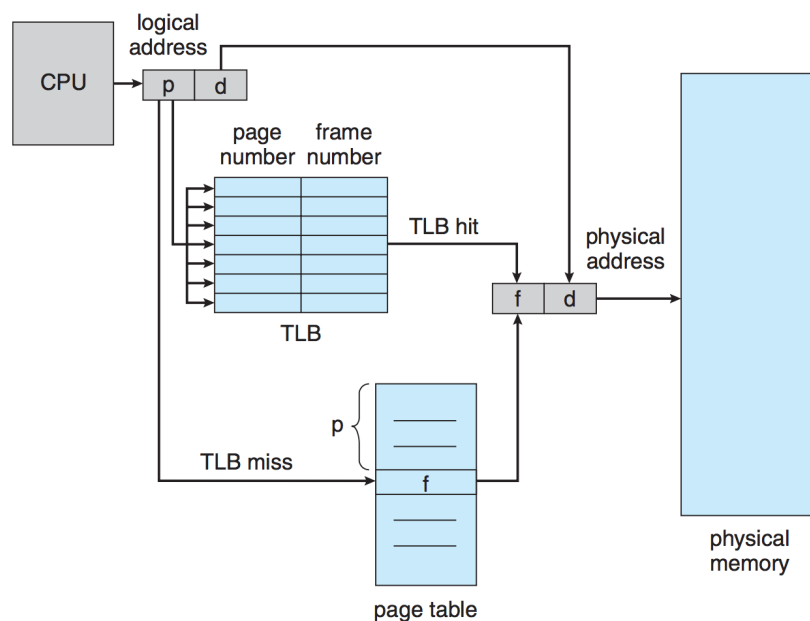 logical
address
CPU
p
d
page
number
frame
number
TLB hit
physical
address
f
d
TLB
p
TLB miss
f
physical
memory
page table